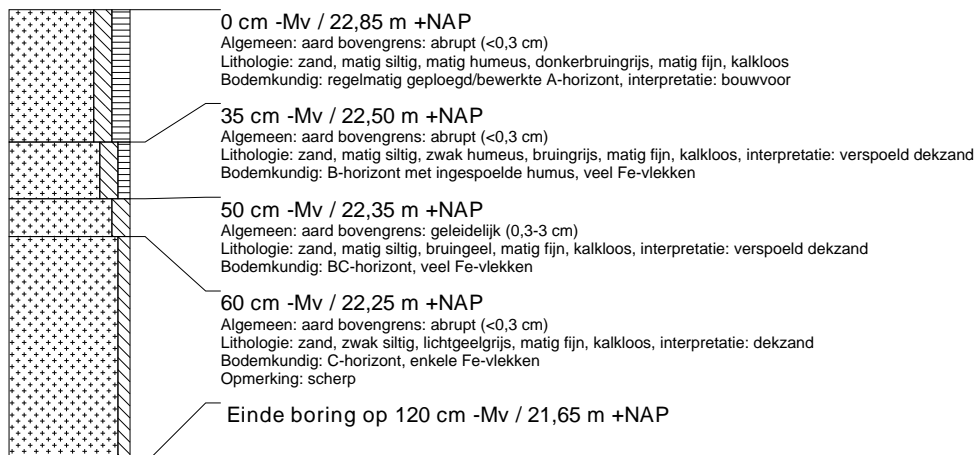 0 cm -Mv / 22,85 m +NAP
Algemeen: aard bovengrens: abrupt (<0,3 cm)
Lithologie: zand, matig siltig, matig humeus, donkerbruingrijs, matig fijn, kalkloos
Bodemkundig: regelmatig geploegd/bewerkte A-horizont, interpretatie: bouwvoor
35 cm -Mv / 22,50 m +NAP
Algemeen: aard bovengrens: abrupt (<0,3 cm)
Lithologie: zand, matig siltig, zwak humeus, bruingrijs, matig fijn, kalkloos, interpretatie: verspoeld dekzand
Bodemkundig: B-horizont met ingespoelde humus, veel Fe-vlekken
50 cm -Mv / 22,35 m +NAP
Algemeen: aard bovengrens: geleidelijk (0,3-3 cm)
Lithologie: zand, matig siltig, bruingeel, matig fijn, kalkloos, interpretatie: verspoeld dekzand
Bodemkundig: BC-horizont, veel Fe-vlekken
60 cm -Mv / 22,25 m +NAP
Algemeen: aard bovengrens: abrupt (<0,3 cm)
Lithologie: zand, zwak siltig, lichtgeelgrijs, matig fijn, kalkloos, interpretatie: dekzand
Bodemkundig: C-horizont, enkele Fe-vlekken
Opmerking: scherp
Einde boring op 120 cm -Mv / 21,65 m +NAP